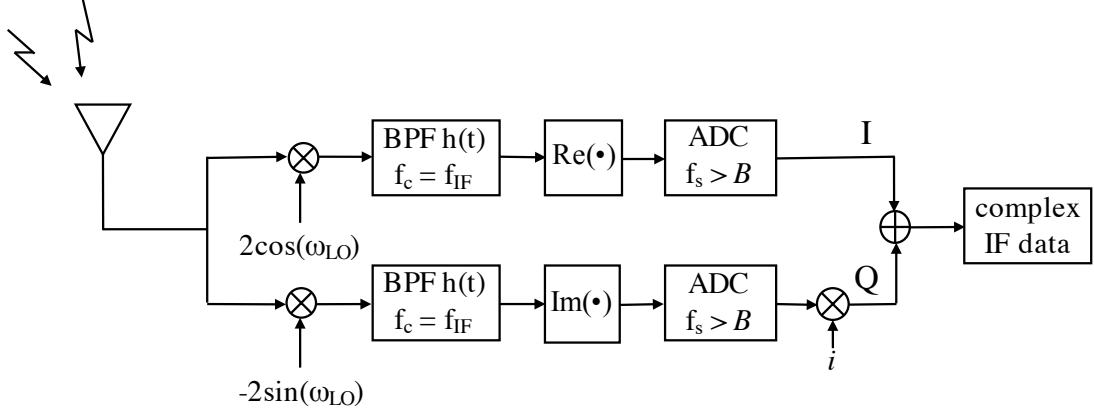 BPF h(t)
f_c = f_IF
Re(•)
ADC
f_s > B
I
2cos(ω_LO)
complex
IF data
BPF h(t)
f_c = f_IF
Im(•)
ADC
f_s > B
Q
i
-2sin(ω_LO)